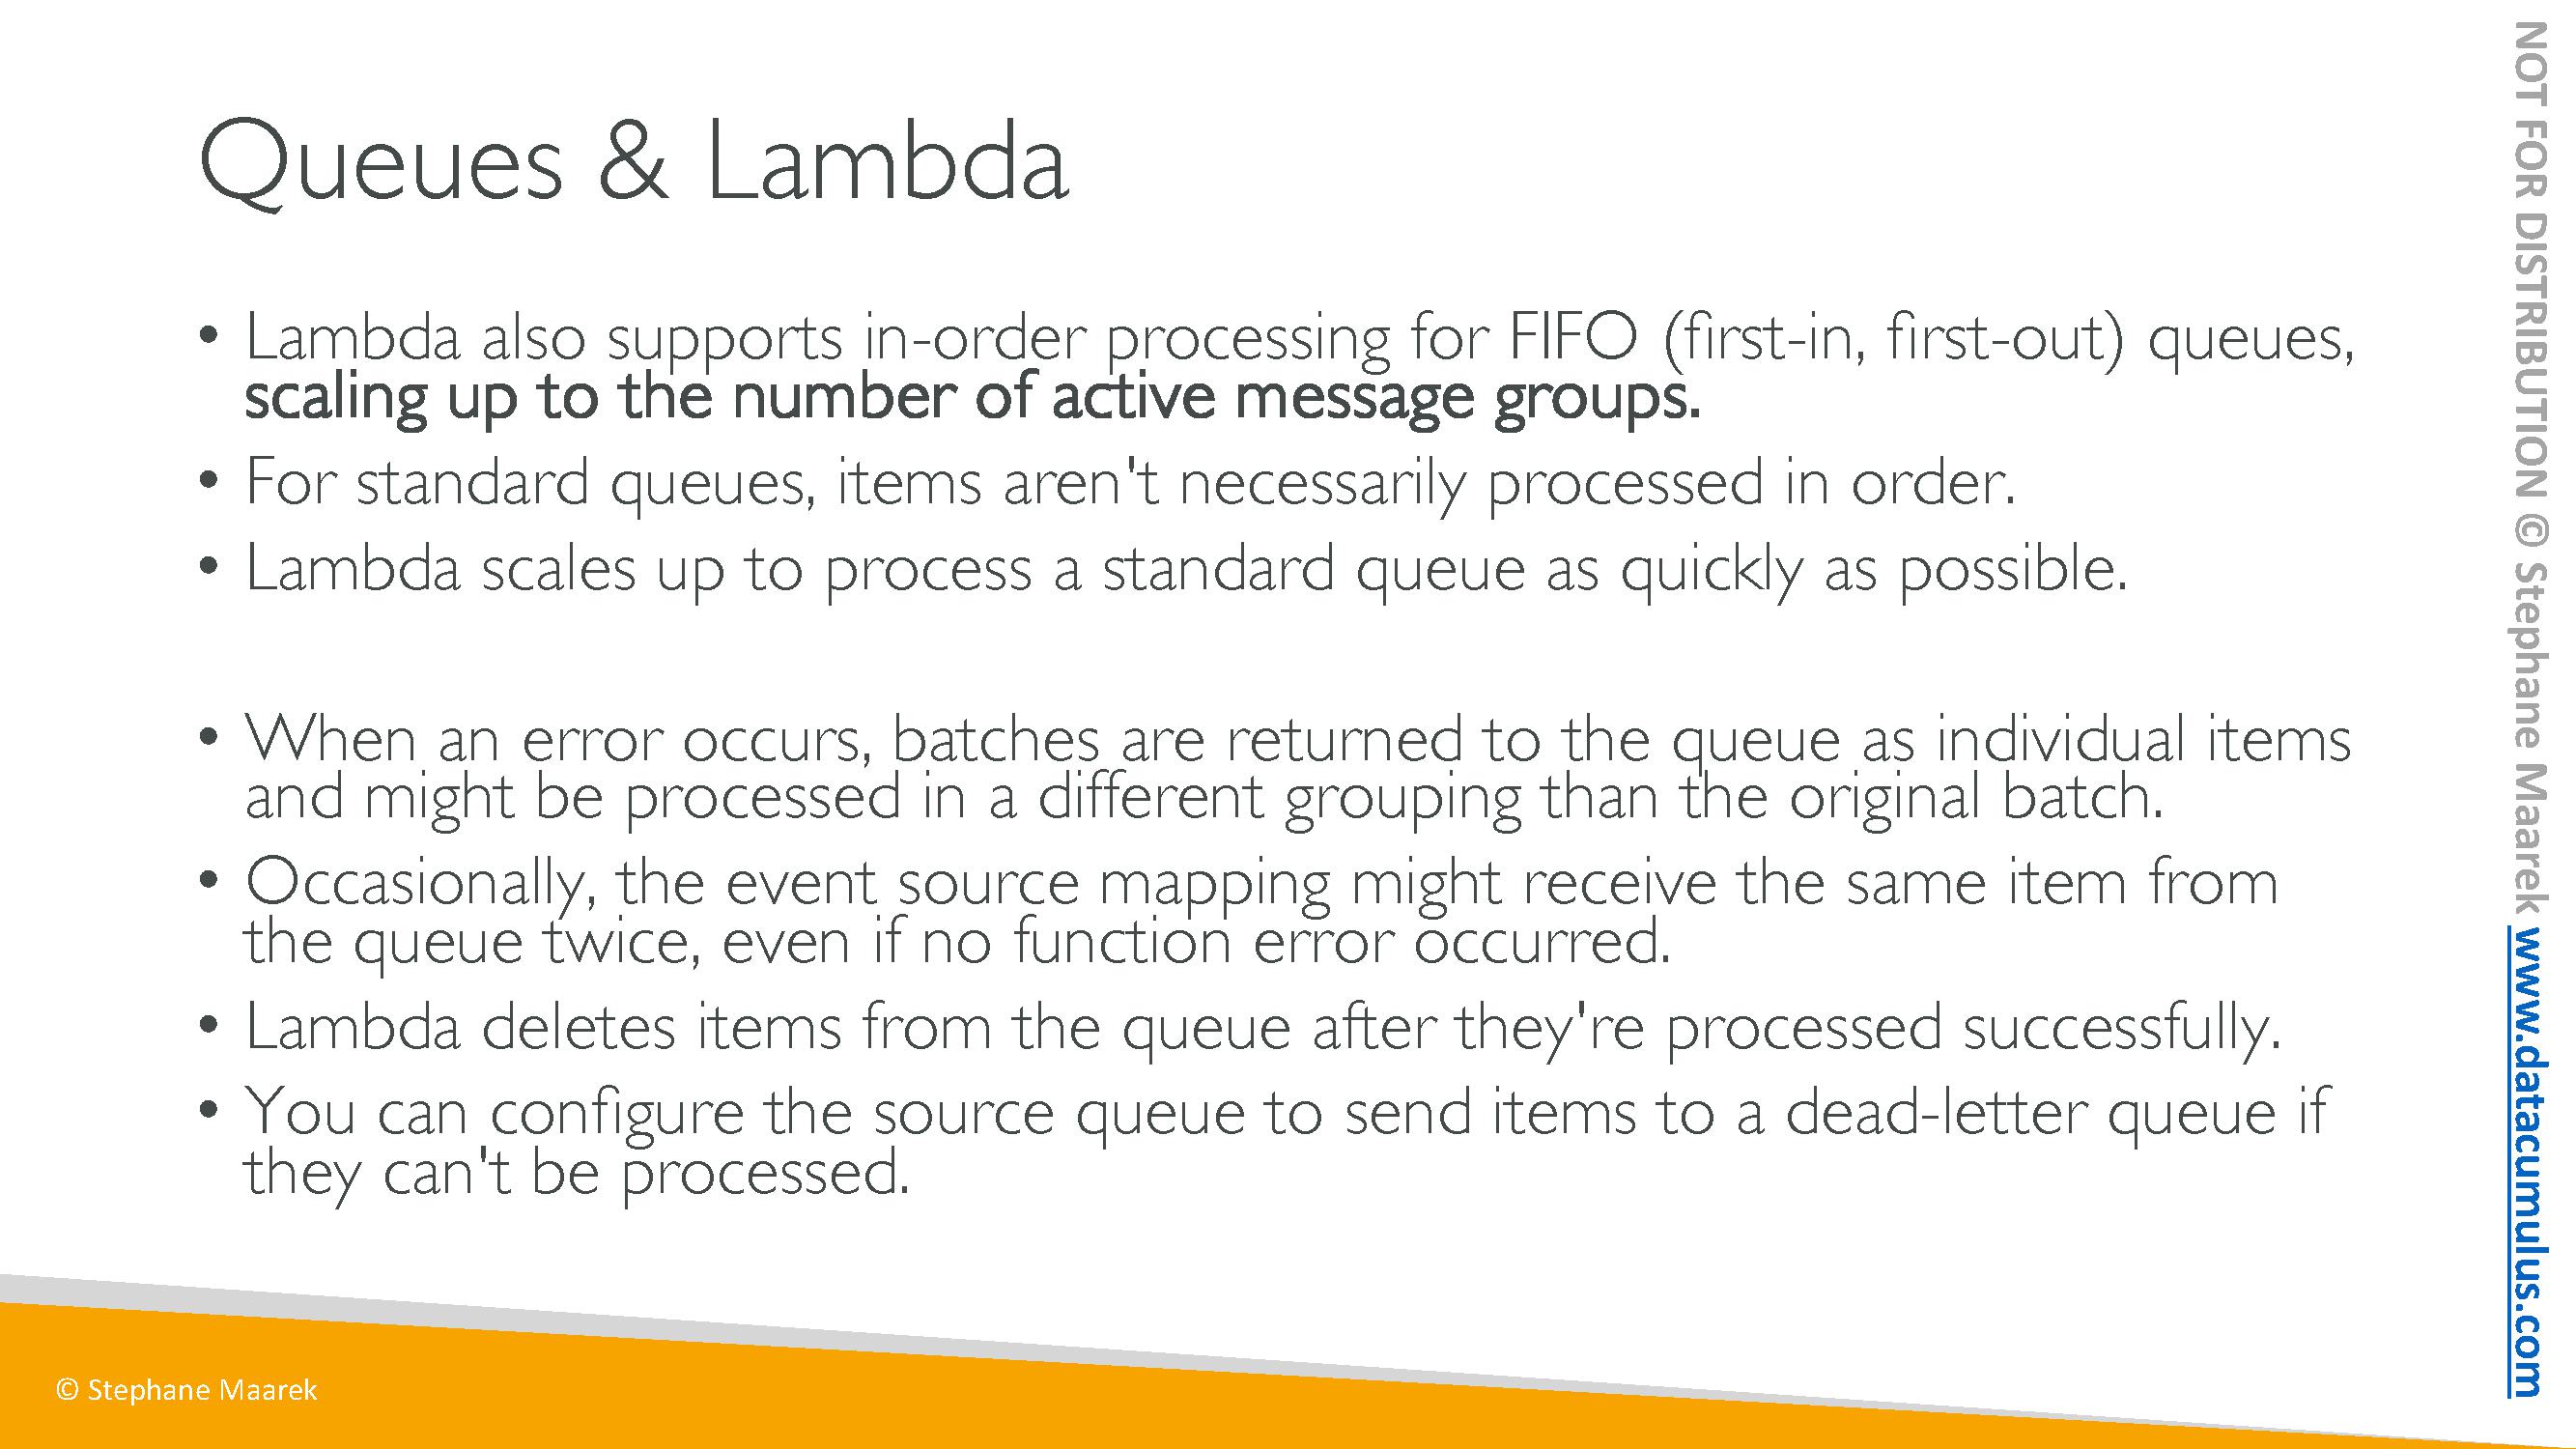 Queues & Lambda
• Lambda also supports in-order processing for FIFO (first-in, first-out) queues,
scaling up to the number of active message groups.
• For standard queues, items aren't necessarily processed in order.
• Lambda scales up to process a standard queue as quickly as possible.
• When an error occurs, batches are returned to the queue as individual items
and might be processed in a different grouping than the original batch.
• Occasionally, the event source mapping might receive the same item from
the queue twice, even if no function error occurred.
• Lambda deletes items from the queue after they're processed successfully.
• You can configure the source queue to send items to a dead-letter queue if
they can't be processed.
© Stephane Maarek
NOT FOR DISTRIBUTION © Stephane Maarek www.datacumulus.com